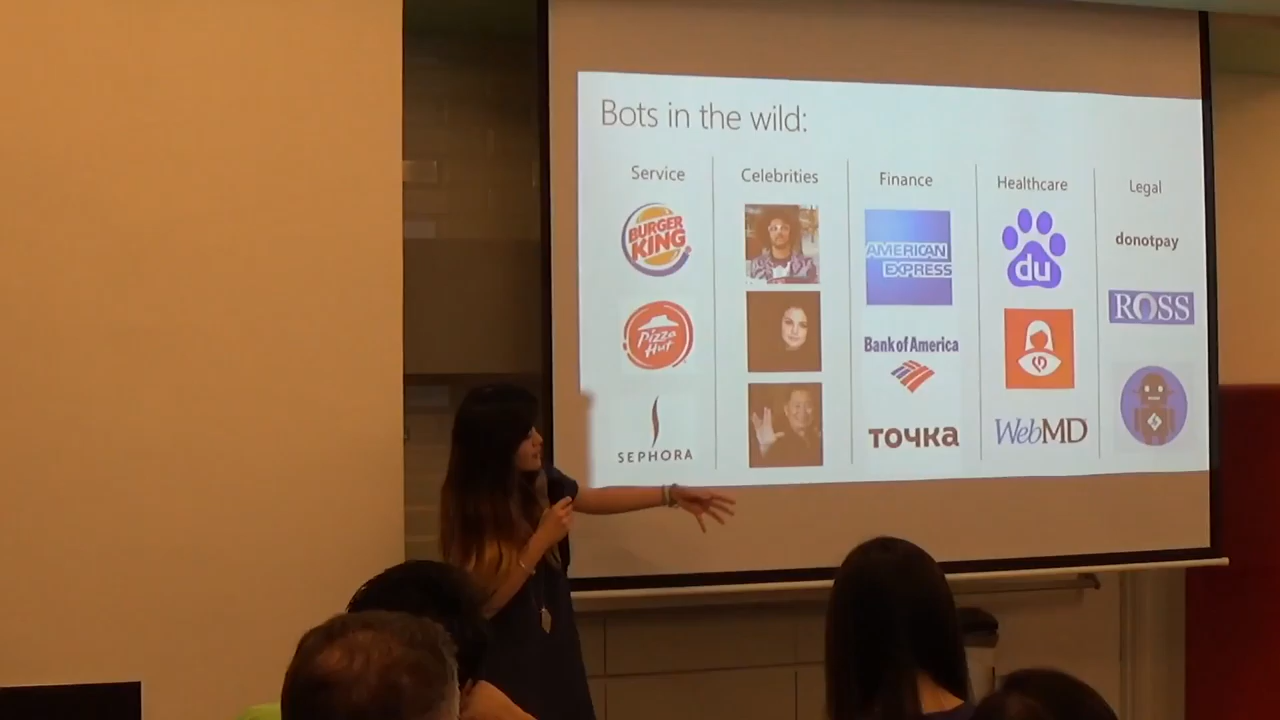 Bots in the wild:
Service
Celebrities
Finance
Healthcare
Legal
BURGER
KING
AMERICAN
EXPRESS
du
donotpay
Pizza
Hut
Bank of America
ROSS
SEPHORA
точка
WebMD